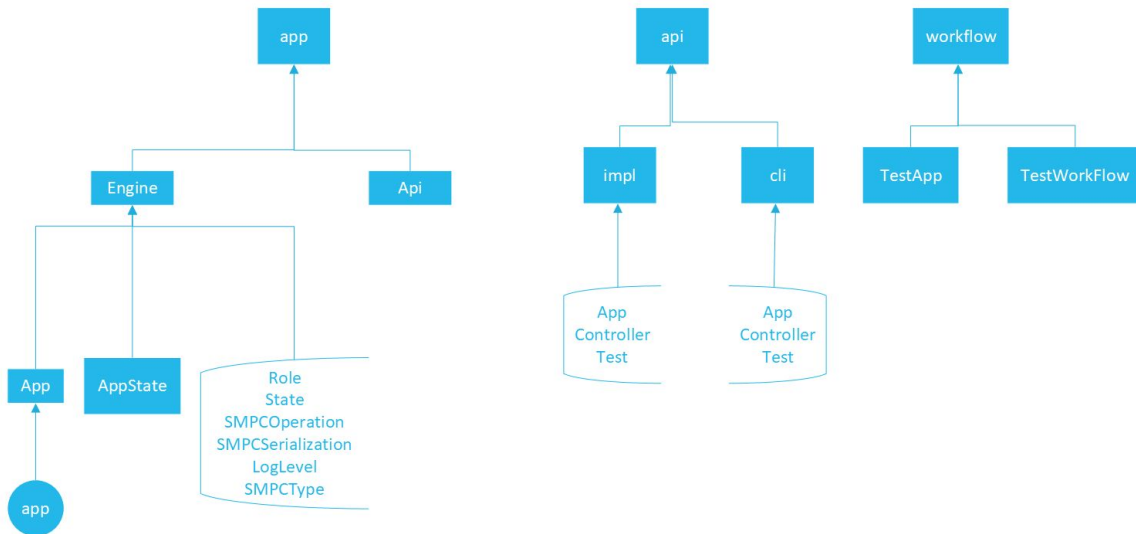 app
api
workflow
Engine
Api
impl
cli
TestApp
TestWorkFlow
App
AppState
Role
State
SMPCOperation
SMPCSerialization
LogLevel
SMPCType
App
Controller
Test
App
Controller
Test
app